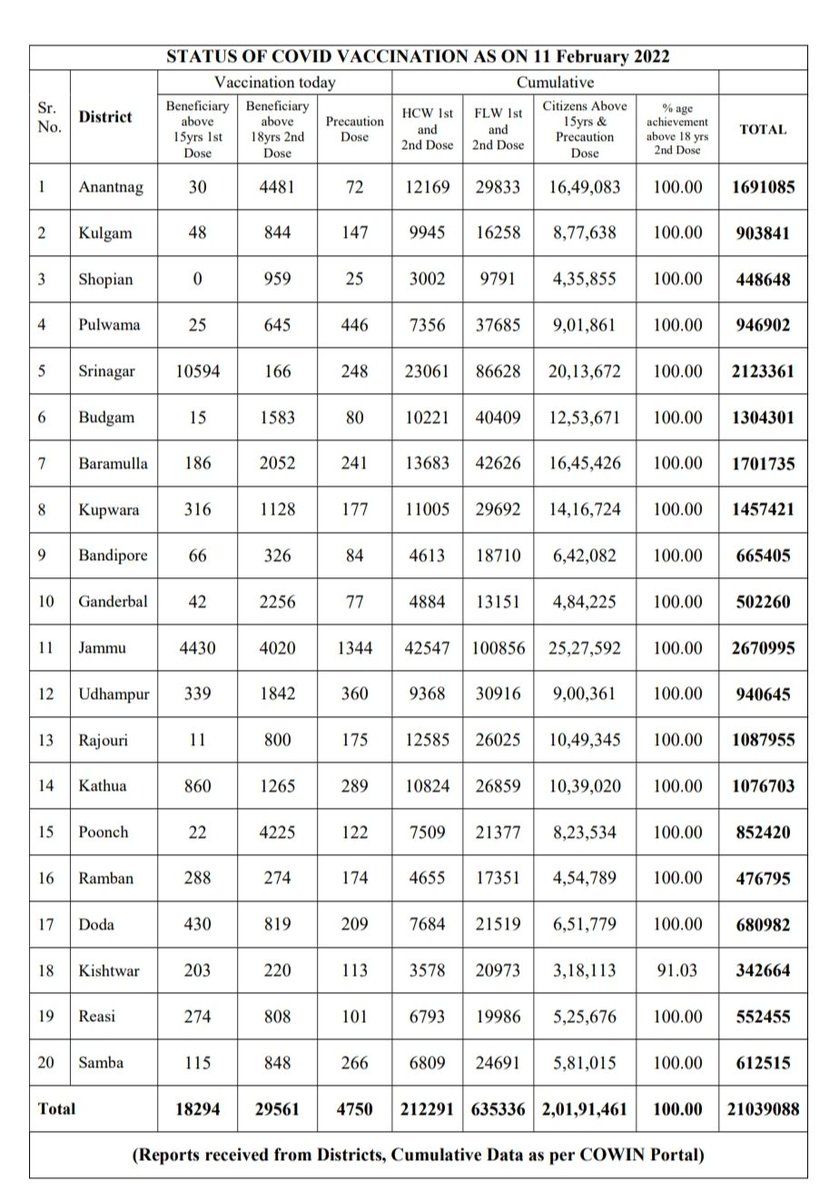 STATUS OF COVID VACCINATION AS ON 11 February 2022
Vaccination today Cumulative
Sr. No. District Beneficiary above 15yrs 1st Dose Beneficiary above 18yrs 2nd Dose Precaution Dose HCW 1st and 2nd Dose FLW 1st and 2nd Dose Citizens Above 15yrs & Precaution Dose % age achievement above 18 yrs 2nd Dose TOTAL
1 Anantnag 30 4481 72 12169 29833 16,49,083 100.00 1691085
2 Kulgam 48 844 147 9945 16258 8,77,638 100.00 903841
3 Shopian 0 959 25 3002 9791 4,35,855 100.00 448648
4 Pulwama 25 645 446 7356 37685 9,01,861 100.00 946902
5 Srinagar 10594 166 248 23061 86628 20,13,672 100.00 2123361
6 Budgam 15 1583 80 10221 40409 12,53,671 100.00 1304301
7 Baramulla 186 2052 241 13683 42626 16,45,426 100.00 1701735
8 Kupwara 316 1128 177 11005 29692 14,16,724 100.00 1457421
9 Bandipore 66 326 84 4613 18710 6,42,082 100.00 665405
10 Ganderbal 42 2256 77 4884 13151 4,84,225 100.00 502260
11 Jammu 4430 4020 1344 42547 100856 25,27,592 100.00 2670995
12 Udhampur 339 1842 360 9368 30916 9,00,361 100.00 940645
13 Rajouri 11 800 175 12585 26025 10,49,345 100.00 1087955
14 Kathua 860 1265 289 10824 26859 10,39,020 100.00 1076703
15 Poonch 22 4225 122 7509 21377 8,23,534 100.00 852420
16 Ramban 288 274 174 4655 17351 4,54,789 100.00 476795
17 Doda 430 819 209 7684 21519 6,51,779 100.00 680982
18 Kishtwar 203 220 113 3578 20973 3,18,113 91.03 342664
19 Reasi 274 808 101 6793 19986 5,25,676 100.00 552455
20 Samba 115 848 266 6809 24691 5,81,015 100.00 612515
Total 18294 29561 4750 212291 635336 2,01,91,461 100.00 21039088
(Reports received from Districts, Cumulative Data as per COWIN Portal)